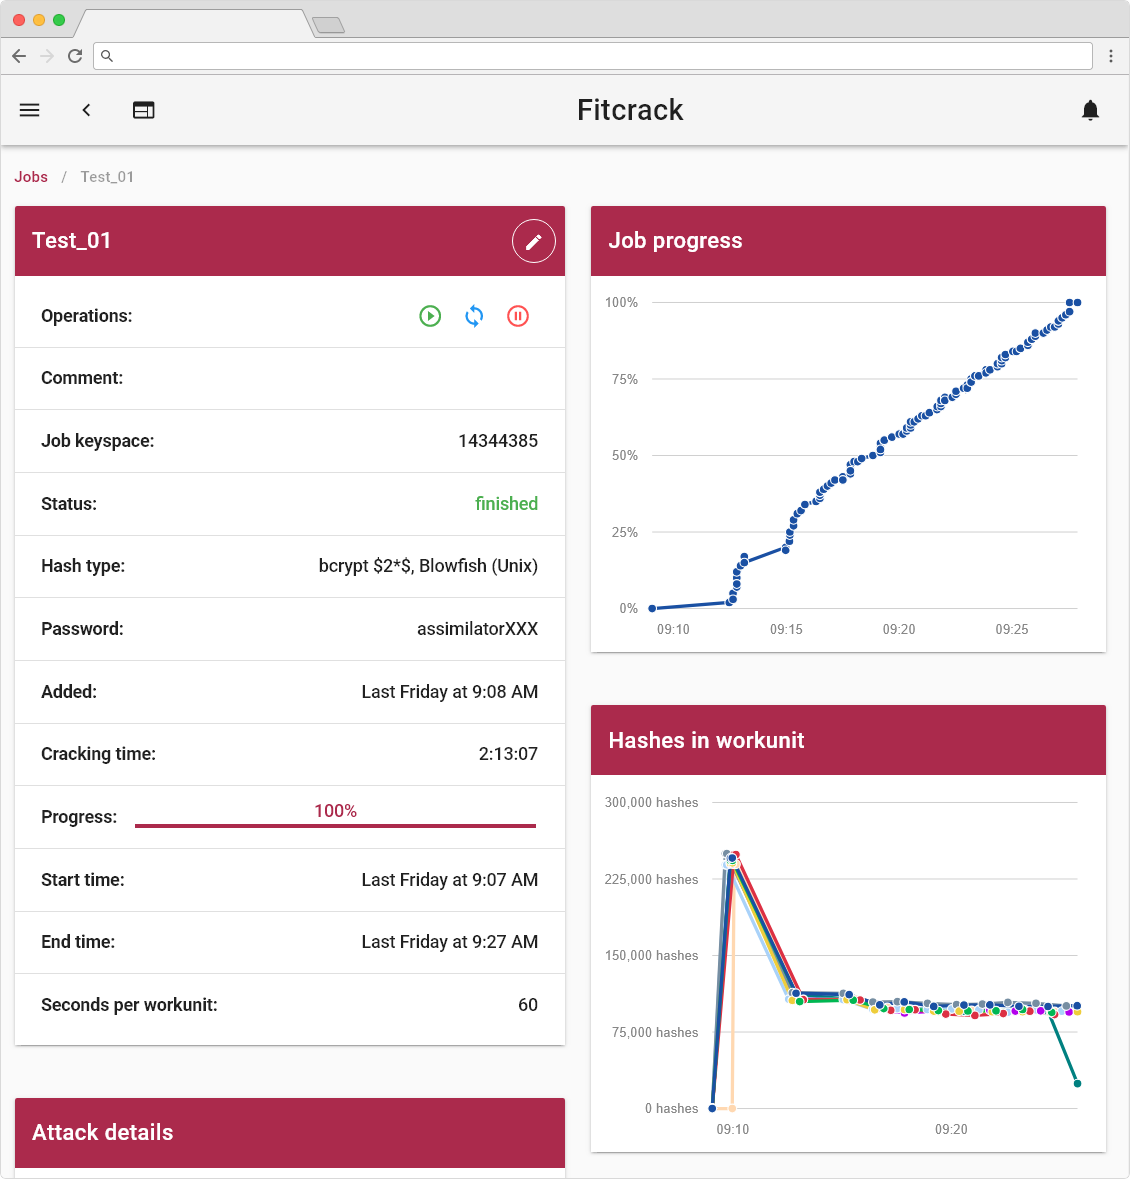 Fitcrack
Jobs / Test_01
Test_01
Operations:
Comment:
Job keyspace: 14344385
Status: finished
Hash type: bcrypt $2*$, Blowfish (Unix)
Password: assimilatorXXX
Added: Last Friday at 9:08 AM
Cracking time: 2:13:07
Progress: 100%
Start time: Last Friday at 9:07 AM
End time: Last Friday at 9:27 AM
Seconds per workunit: 60
Attack details
Job progress
100%
75%
50%
25%
0%
09:10 09:15 09:20 09:25
Hashes in workunit
300,000 hashes
225,000 hashes
150,000 hashes
75,000 hashes
0 hashes
09:10 09:20